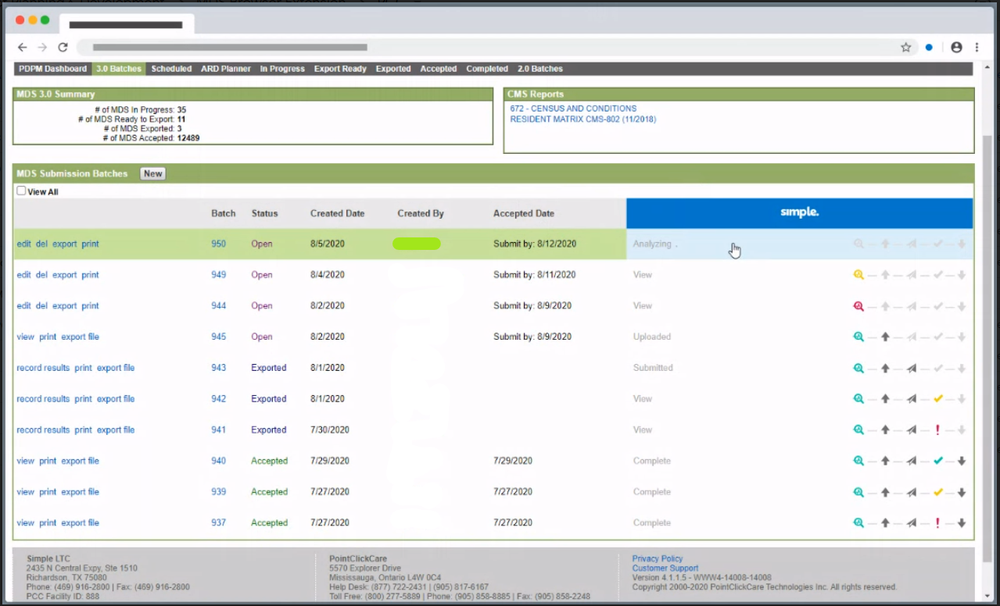 PDPM Dashboard 3.0 Batches Scheduled ARD Planner In Progress Export Ready Exported Accepted Completed 2.0 Batches
MDS 3.0 Summary
# of MDS In Progress: 35
# of MDS Ready to Export: 11
# of MDS Exported: 3
# of MDS Accepted: 12489
CMS Reports
672 - CENSUS AND CONDITIONS
RESIDENT MATRIX CMS-802 (11/2018)
MDS Submission Batches New
View All
Batch Status Created Date Created By Accepted Date simple.
edit del export print 950 Open 8/5/2020 Submit by: 8/12/2020 Analyzing .
edit del export print 949 Open 8/4/2020 Submit by: 8/11/2020 View
edit del export print 944 Open 8/2/2020 Submit by: 8/9/2020 View
view print export file 945 Open 8/2/2020 Submit by: 8/9/2020 Uploaded
record results print export file 943 Exported 8/1/2020 Submitted
record results print export file 942 Exported 8/1/2020 View
record results print export file 941 Exported 7/30/2020 View
view print export file 940 Accepted 7/29/2020 7/29/2020 Complete
view print export file 939 Accepted 7/27/2020 7/27/2020 Complete
view print export file 937 Accepted 7/27/2020 7/27/2020 Complete
Simple LTC
2435 N Central Expy, Ste 1510
Richardson, TX 75080
Phone: (469) 916-2800 | Fax: (469) 916-2800
PCC Facility ID: 888
PointClickCare
5570 Explorer Drive
Mississauga, Ontario L4W 0C4
Help Desk: (877) 722-2431 | (905) 817-6167
Toll Free: (800) 277-5889 | Phone: (905) 858-8885 | Fax: (905) 858-2248
Privacy Policy
Customer Support
Version 4.1.1.5 - WWW4-14008-14008
Copyright 2000-2020 PointClickCare Technologies Inc. All rights reserved.